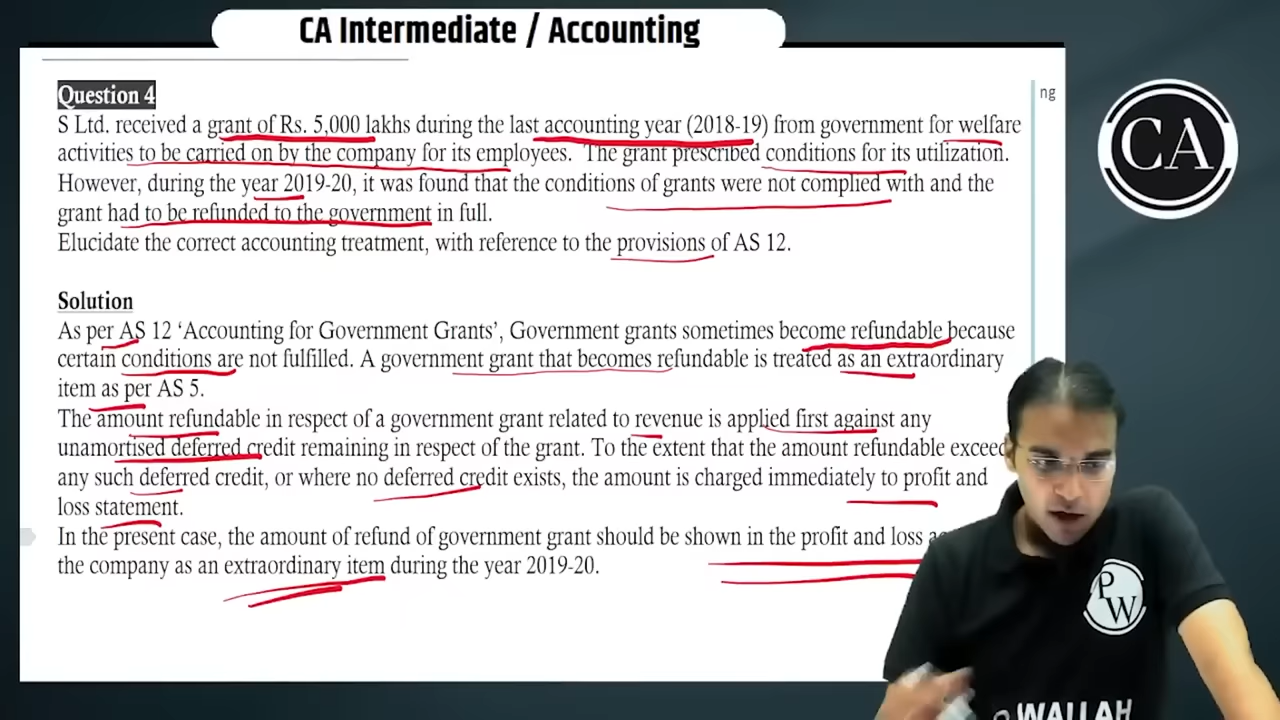 CA Intermediate / Accounting
ng
CA
Question 4
S Ltd. received a grant of Rs. 5,000 lakhs during the last accounting year (2018-19) from government for welfare
activities to be carried on by the company for its employees. The grant prescribed conditions for its utilization.
However, during the year 2019-20, it was found that the conditions of grants were not complied with and the
grant had to be refunded to the government in full.
Elucidate the correct accounting treatment, with reference to the provisions of AS 12.
Solution
As per AS 12 ‘Accounting for Government Grants’, Government grants sometimes become refundable because
certain conditions are not fulfilled. A government grant that becomes refundable is treated as an extraordinary
item as per AS 5.
The amount refundable in respect of a government grant related to revenue is applied first against any
unamortised deferred credit remaining in respect of the grant. To the extent that the amount refundable exceed
any such deferred credit, or where no deferred credit exists, the amount is charged immediately to profit and
loss statement.
In the present case, the amount of refund of government grant should be shown in the profit and loss
the company as an extraordinary item during the year 2019-20.
P
W
WALLAH